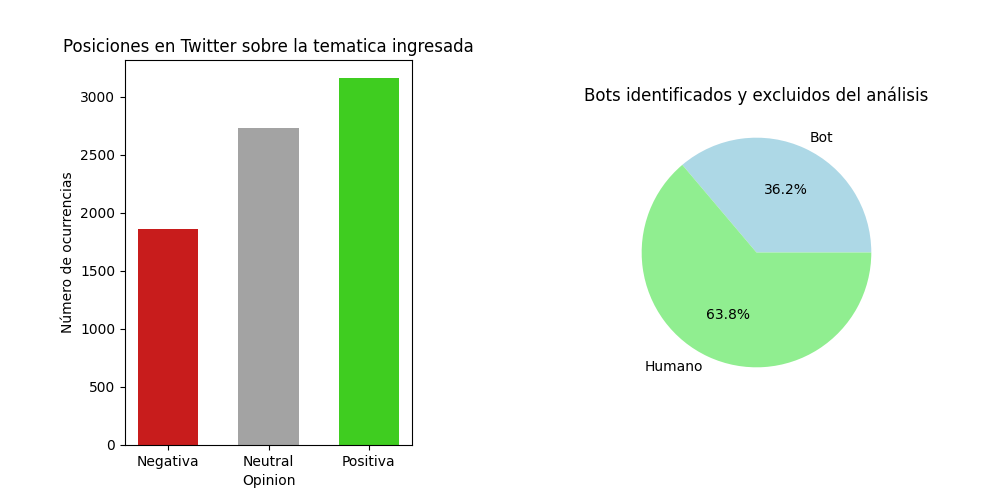 Posiciones en Twitter sobre la tematica ingresada
Número de ocurrencias
3000
2500
2000
1500
1000
500
0
Negativa
Neutral
Positiva
Opinion
Bots identificados y excluidos del análisis
Bot
36.2%
63.8%
Humano